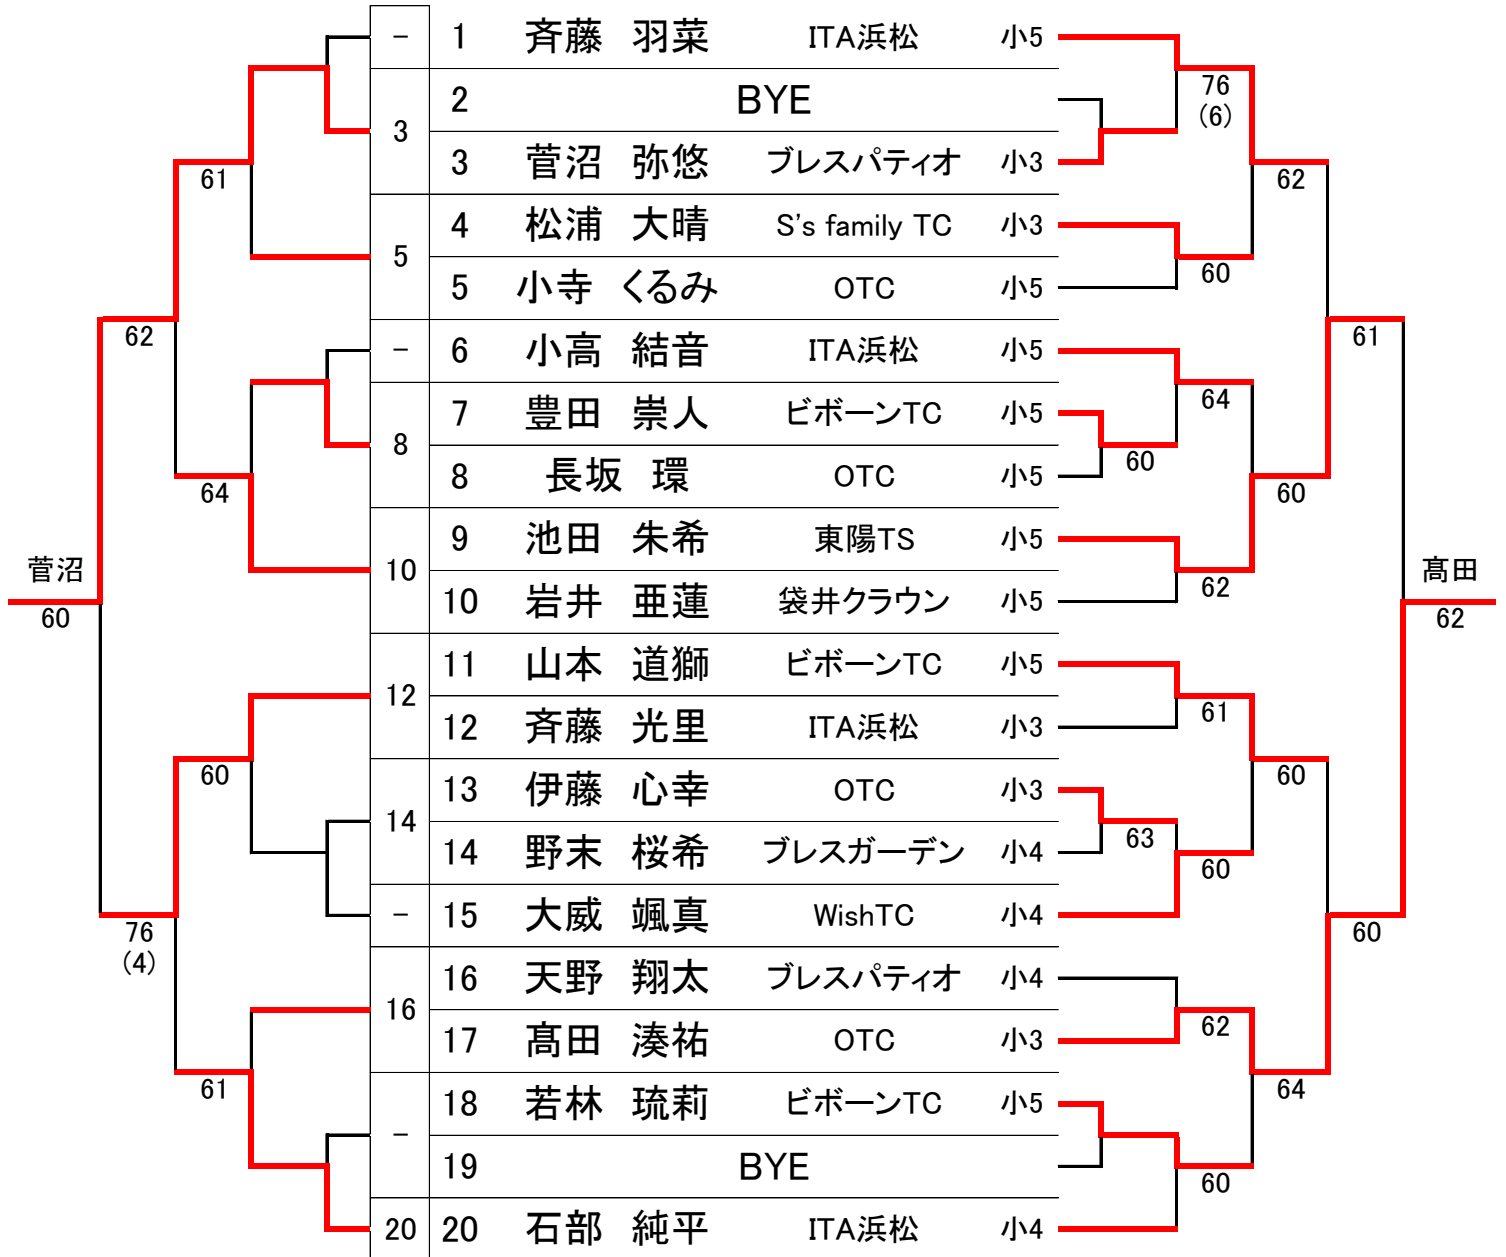 - 1 斉藤 羽菜 ITA浜松 小5
2 BYE 76
(6)
3 3 菅沼 弥悠 ブレスパティオ 小3
61 62
4 松浦 大晴 S's family TC 小3
5 60
5 小寺 くるみ OTC 小5
62 61
- 6 小高 結音 ITA浜松 小5
7 豊田 崇人 ビボーンTC 小5 64
8 60
8 長坂 環 OTC 小5
64 60
9 池田 朱希 東陽TS 小5
菅沼 10 髙田
10 岩井 亜蓮 袋井クラウン 小5 62
60 62
11 山本 道獅 ビボーンTC 小5
12 61
12 斉藤 光里 ITA浜松 小3
60 60
13 伊藤 心幸 OTC 小3
14 63
14 野末 桜希 ブレスガーデン 小4 60
- 15 大威 颯真 WishTC 小4
76 60
(4)
16 天野 翔太 ブレスパティオ 小4
16 62
17 髙田 湊祐 OTC 小3
61 64
18 若林 琉莉 ビボーンTC 小5
-
19 BYE 60
20 20 石部 純平 ITA浜松 小4